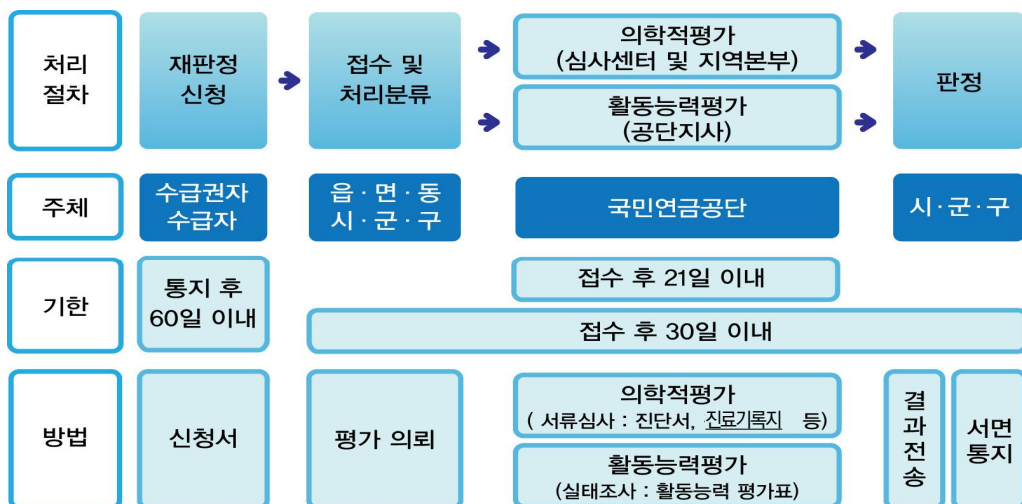 처리
절차
재판정
신청
접수 및
처리분류
의학적평가
(심사센터 및 지역본부)
활동능력평가
(공단지사)
판정
주체
수급권자
수급자
읍·면·동
시·군·구
국민연금공단
시·군·구
기한
통지 후
60일 이내
접수 후 21일 이내
접수 후 30일 이내
방법
신청서
평가 의뢰
의학적평가
( 서류심사 : 진단서, 진료기록지 등)
활동능력평가
(실태조사 : 활동능력 평가표)
결
과
전
송
서면
통지